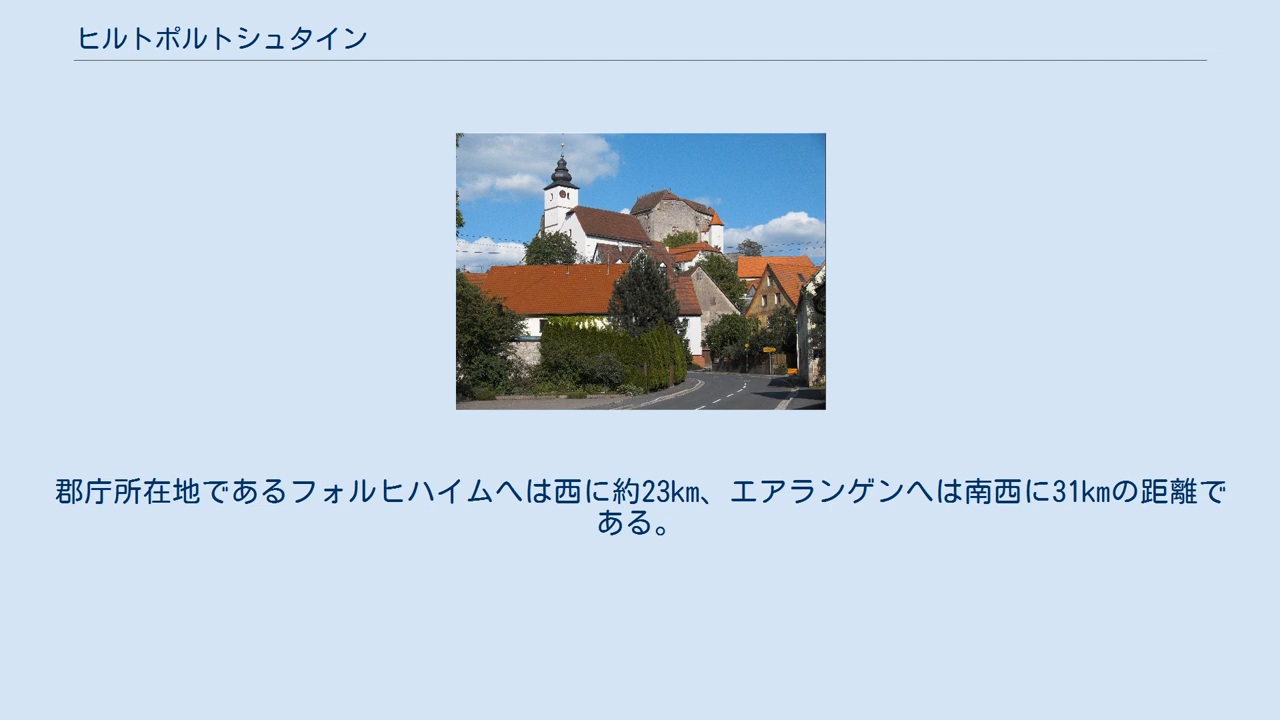 ヒルトポルトシュタイン
郡庁所在地であるフォルヒハイムへは西に約23km、エアランゲンへは南西に31kmの距離で
ある。